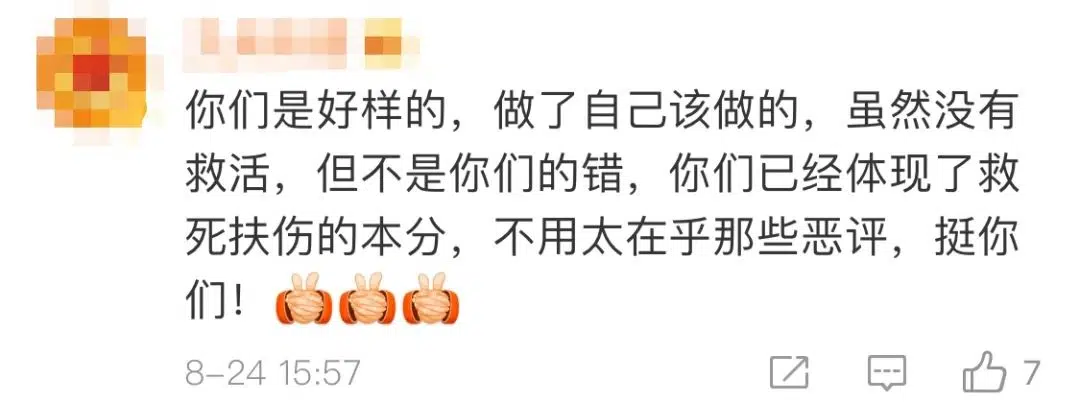 你们是好样的，做了自己该做的，虽然没有
救活，但不是你们的错，你们已经体现了救
死扶伤的本分，不用太在乎那些恶评，挺你
们！
8-24 15:57
7